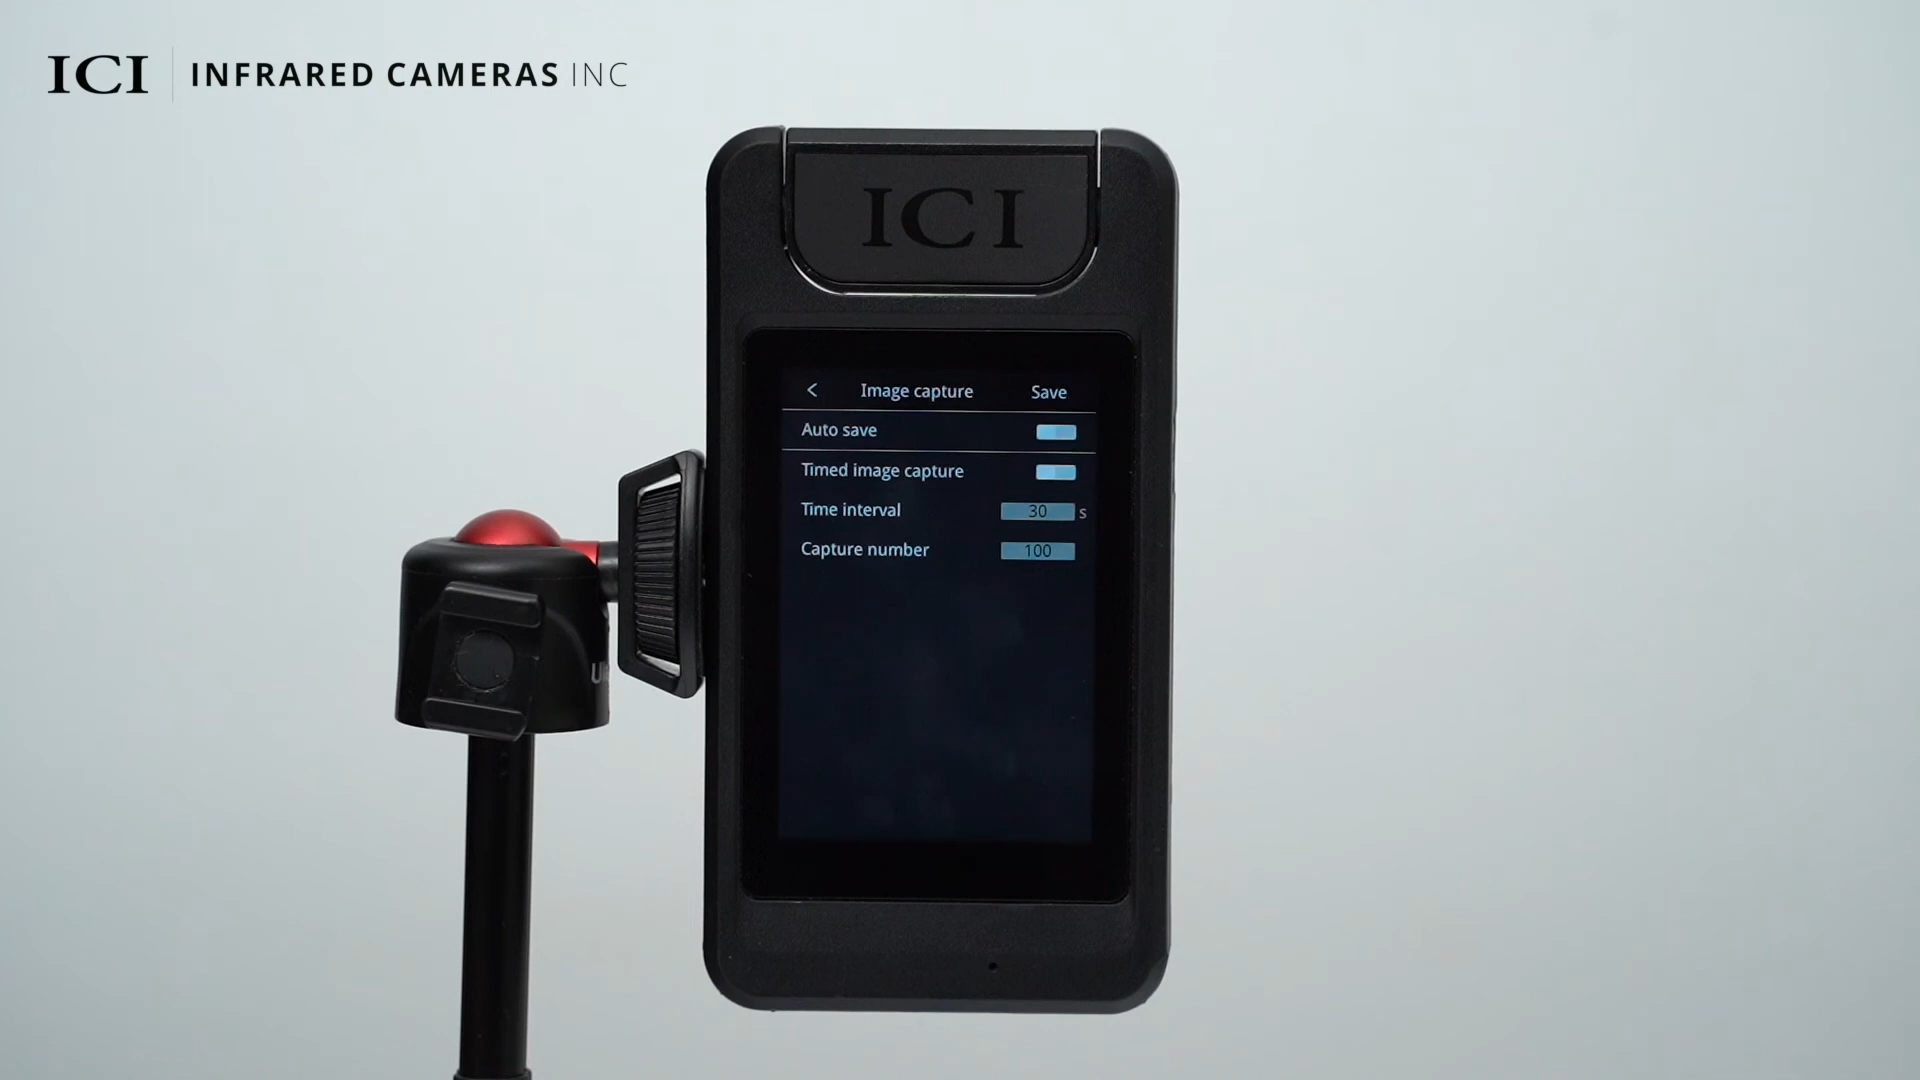 ICI INFRARED CAMERAS INC
ICI
< Image capture Save
Auto save
Timed image capture
Time interval 30 s
Capture number 100